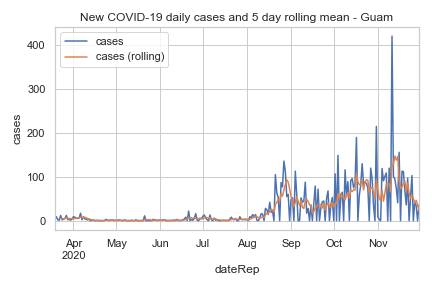 New COVID-19 daily cases and 5 day rolling mean - Guam
cases
cases (rolling)
400
300
200
100
0
cases
Apr
2020
May
Jun
Jul
Aug
Sep
Oct
Nov
dateRep